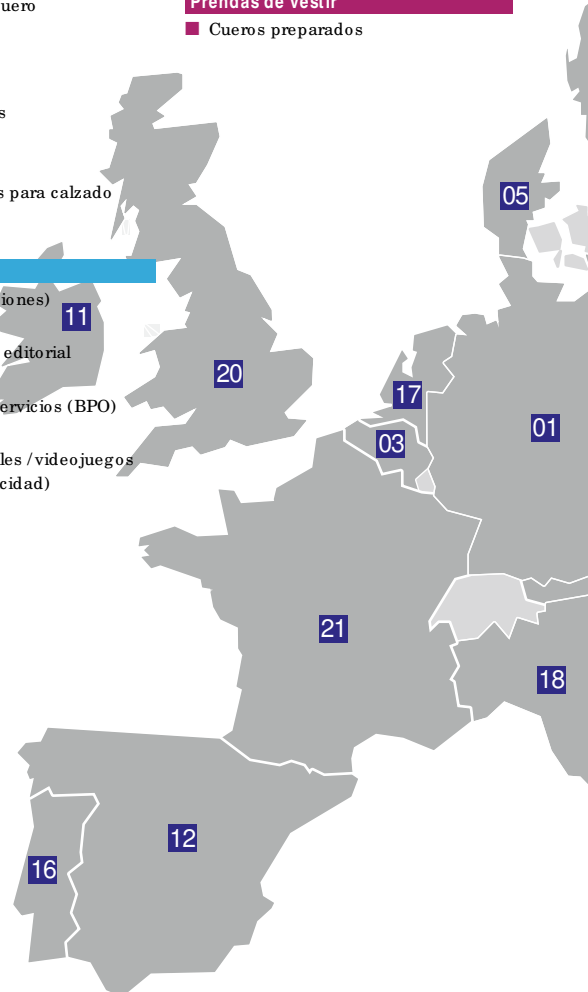 uero
Prendas de vestir
Cueros preparados
s
s para calzado
iones)
editorial
ervicios (BPO)
les / videojuegos
cidad)
05
11
20
17
03
01
21
18
12
16